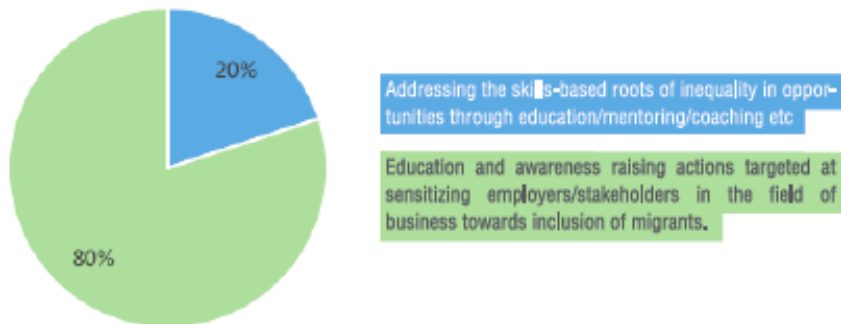 20%
80%
Addressing the skills-based roots of inequality in oppor-
tunities through education/mentoring/coaching etc
Education and awareness raising actions targeted at
sensitizing employers/stakeholders in the field of
business towards inclusion of migrants.